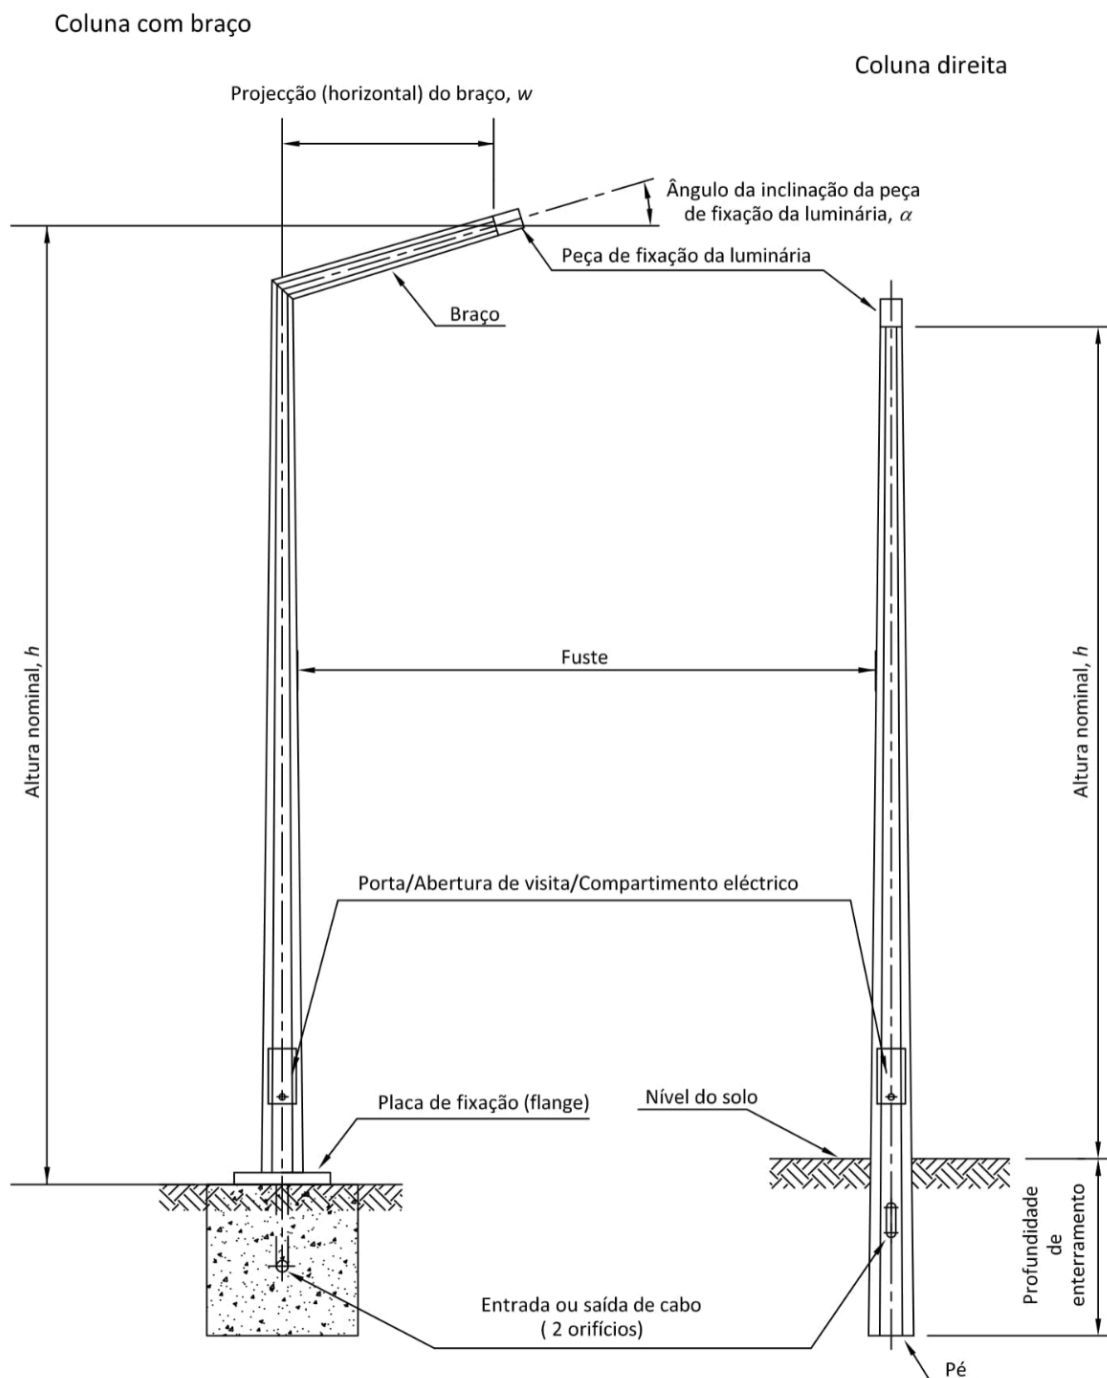 Coluna com braço
Coluna direita
Projecção (horizontal) do braço, w
Ângulo da inclinação da peça
de fixação da luminária, α
Peça de fixação da luminária
Braço
Fuste
Altura nominal, h
Altura nominal, h
Porta/Abertura de visita/Compartimento eléctrico
Placa de fixação (flange)
Nível do solo
Profundidade
de
enterramento
Entrada ou saída de cabo
( 2 orifícios)
Pé